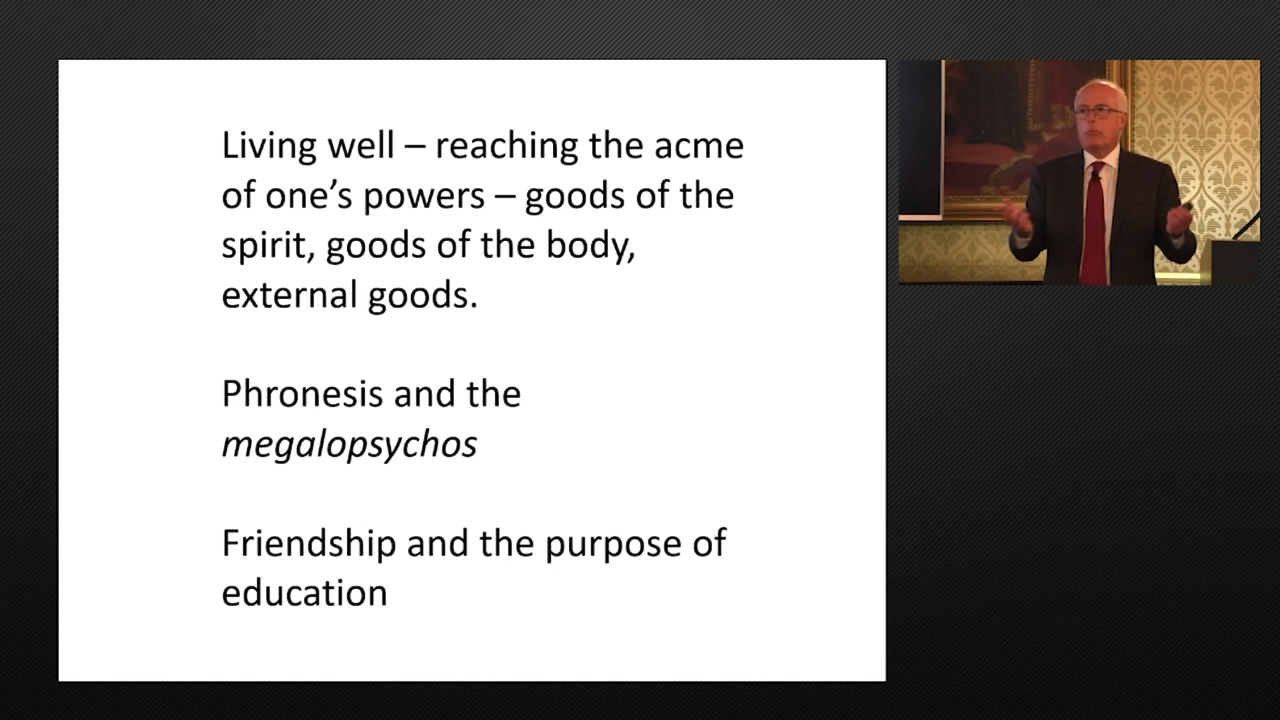 Living well – reaching the acme
of one’s powers – goods of the
spirit, goods of the body,
external goods.
Phronesis and the
megalopsychos
Friendship and the purpose of
education